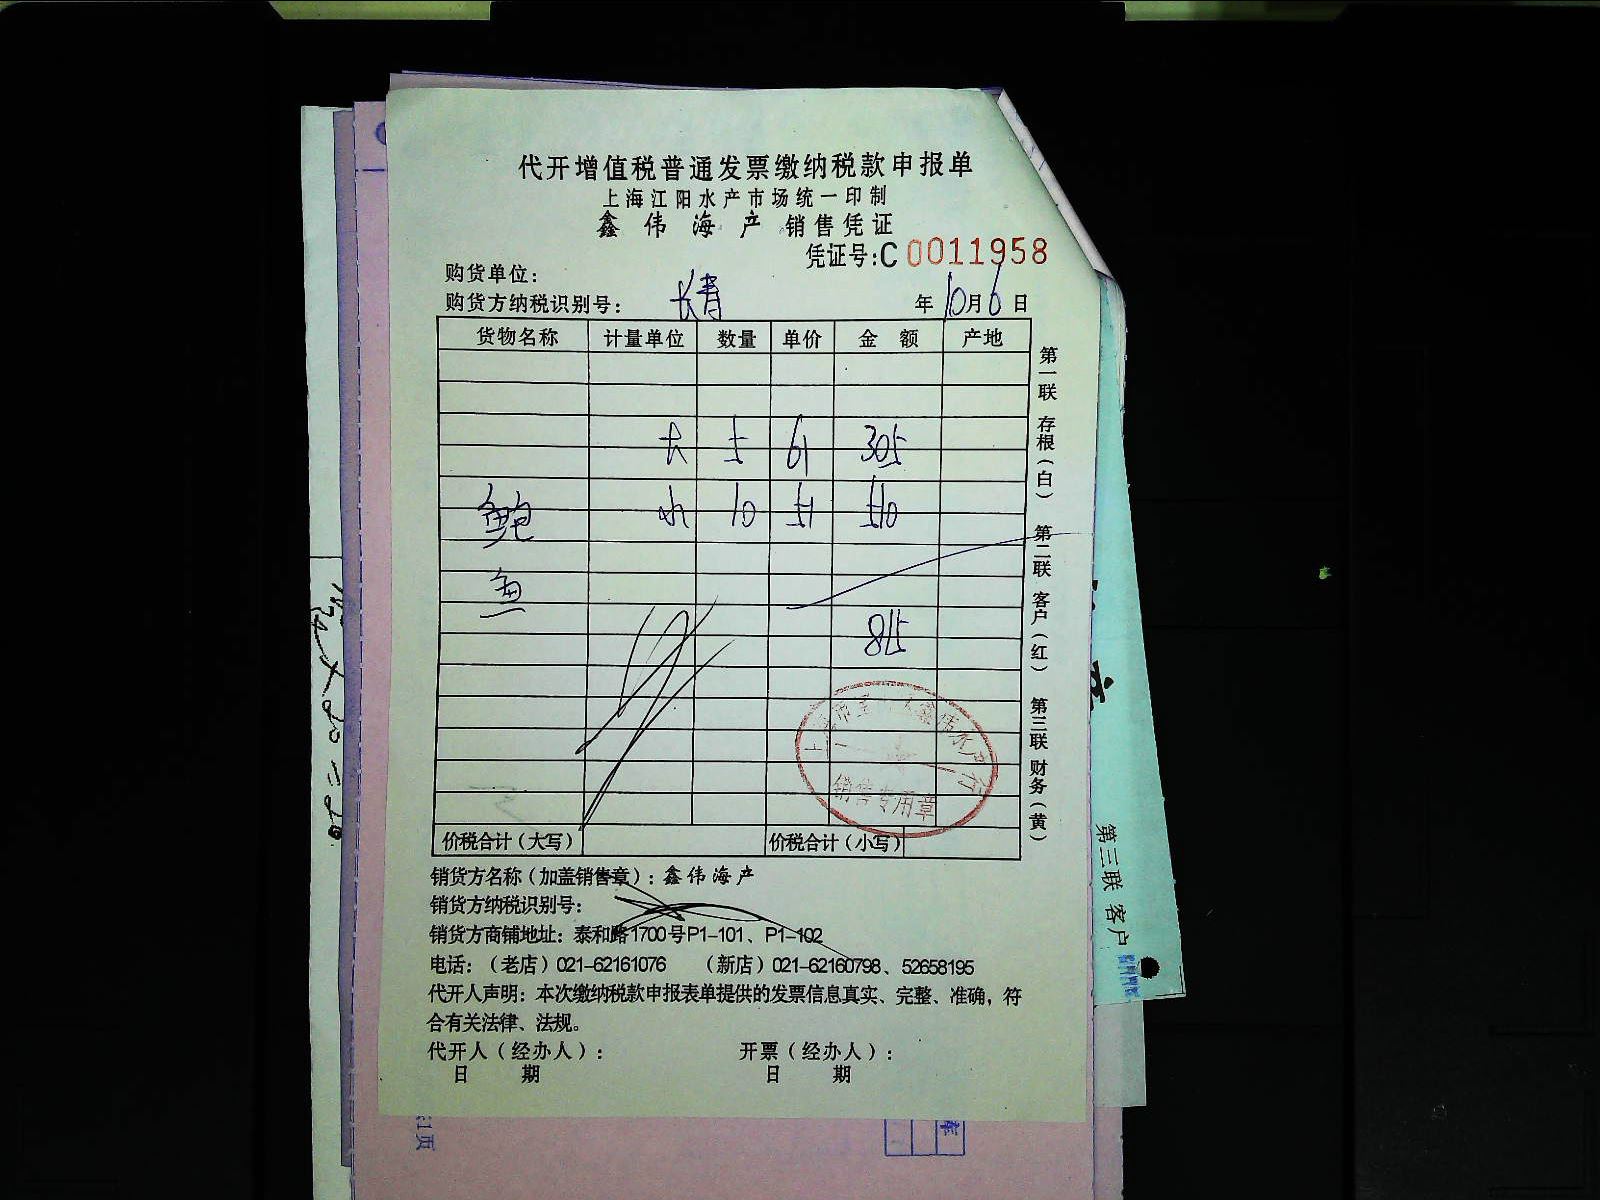 代开增值税普通发票缴纳税款申报单
上海江阳水产市场统一印制
鑫伟海产 销售凭证
凭证号:C 0011958
购货单位:
购货方纳税识别号: 长青 年10月6日
货物名称 计量单位 数量 单价 金额 产地
大 5 61 305
鲍 小 10 51 510
鱼
815
价税合计(大写) 价税合计(小写)
销售专用章
第一联 存根(白) 第二联 客户(红) 第三联 财务(黄)
销货方名称(加盖销售章): 鑫伟海产
销货方纳税识别号:
销货方商铺地址: 泰和路1700号P1-101、P1-102
电话:(老店)021-62161076 (新店)021-62160798、52658195
代开人声明: 本次缴纳税款申报表单提供的发票信息真实、完整、准确, 符
合有关法律、法规。
代开人(经办人): 开票(经办人):
日 期 日 期
第三联 客户
1页